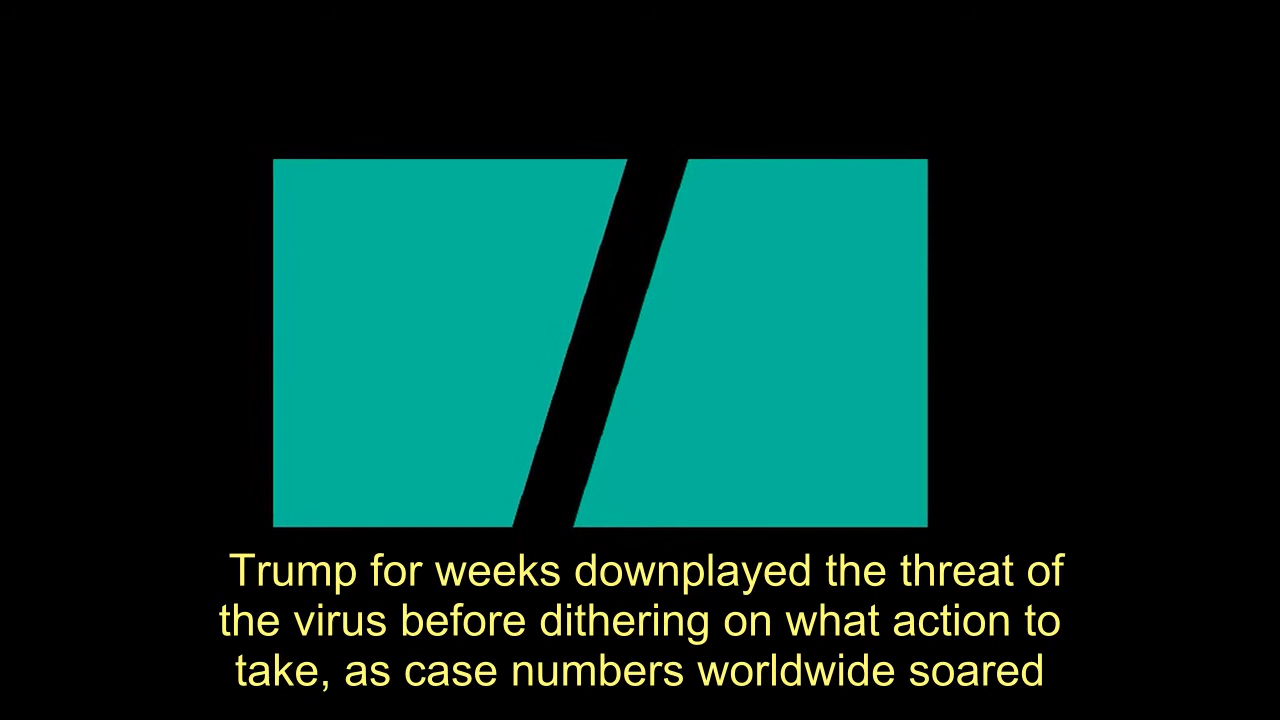 Trump for weeks downplayed the threat of
the virus before dithering on what action to
take, as case numbers worldwide soared